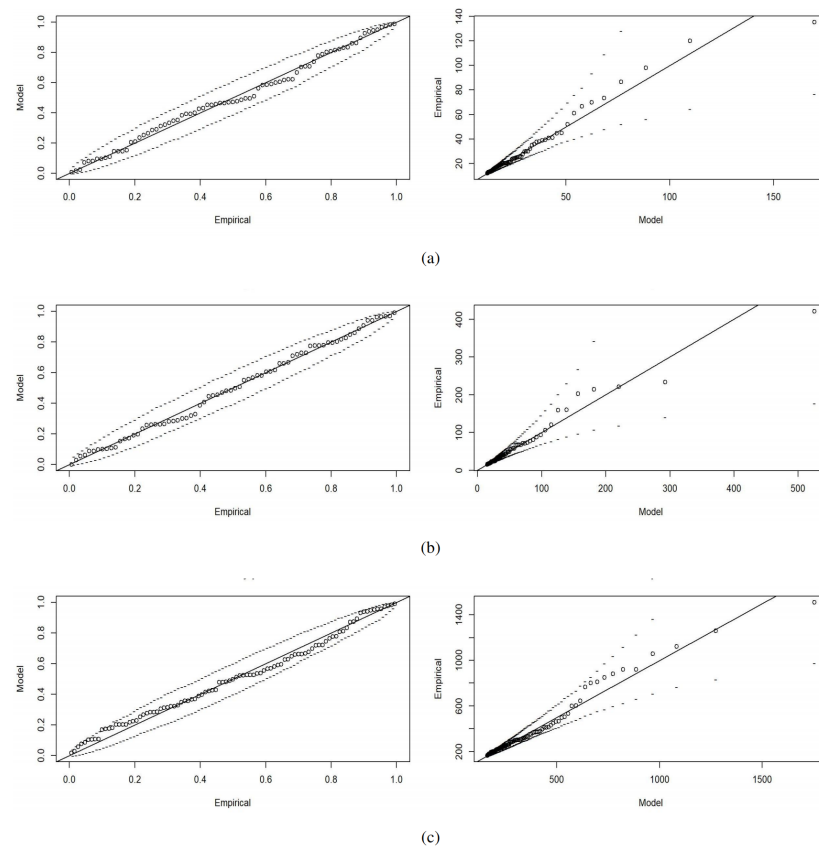 Model
0.0 0.2 0.4 0.6 0.8 1.0
0.0 0.2 0.4 0.6 0.8 1.0
Empirical
Empirical
20 40 60 80 100 120 140
50 100 150
Model
(a)
Model
0.0 0.2 0.4 0.6 0.8 1.0
0.0 0.2 0.4 0.6 0.8 1.0
Empirical
Empirical
0 100 200 300 400
0 100 200 300 400 500
Model
(b)
Model
0.0 0.2 0.4 0.6 0.8 1.0
0.0 0.2 0.4 0.6 0.8 1.0
Empirical
Empirical
200 600 1000 1400
500 1000 1500
Model
(c)